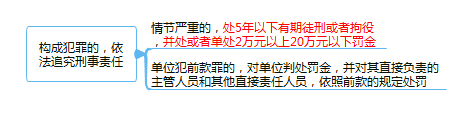 构成犯罪的，依
法追究刑事责任
情节严重的，处5年以下有期徒刑或者拘役
，并处或者单处2万元以上20万元以下罚金
单位犯前款罪的，对单位判处罚金，并对其直接负责的
主管人员和其他直接责任人员，依照前款的规定处罚